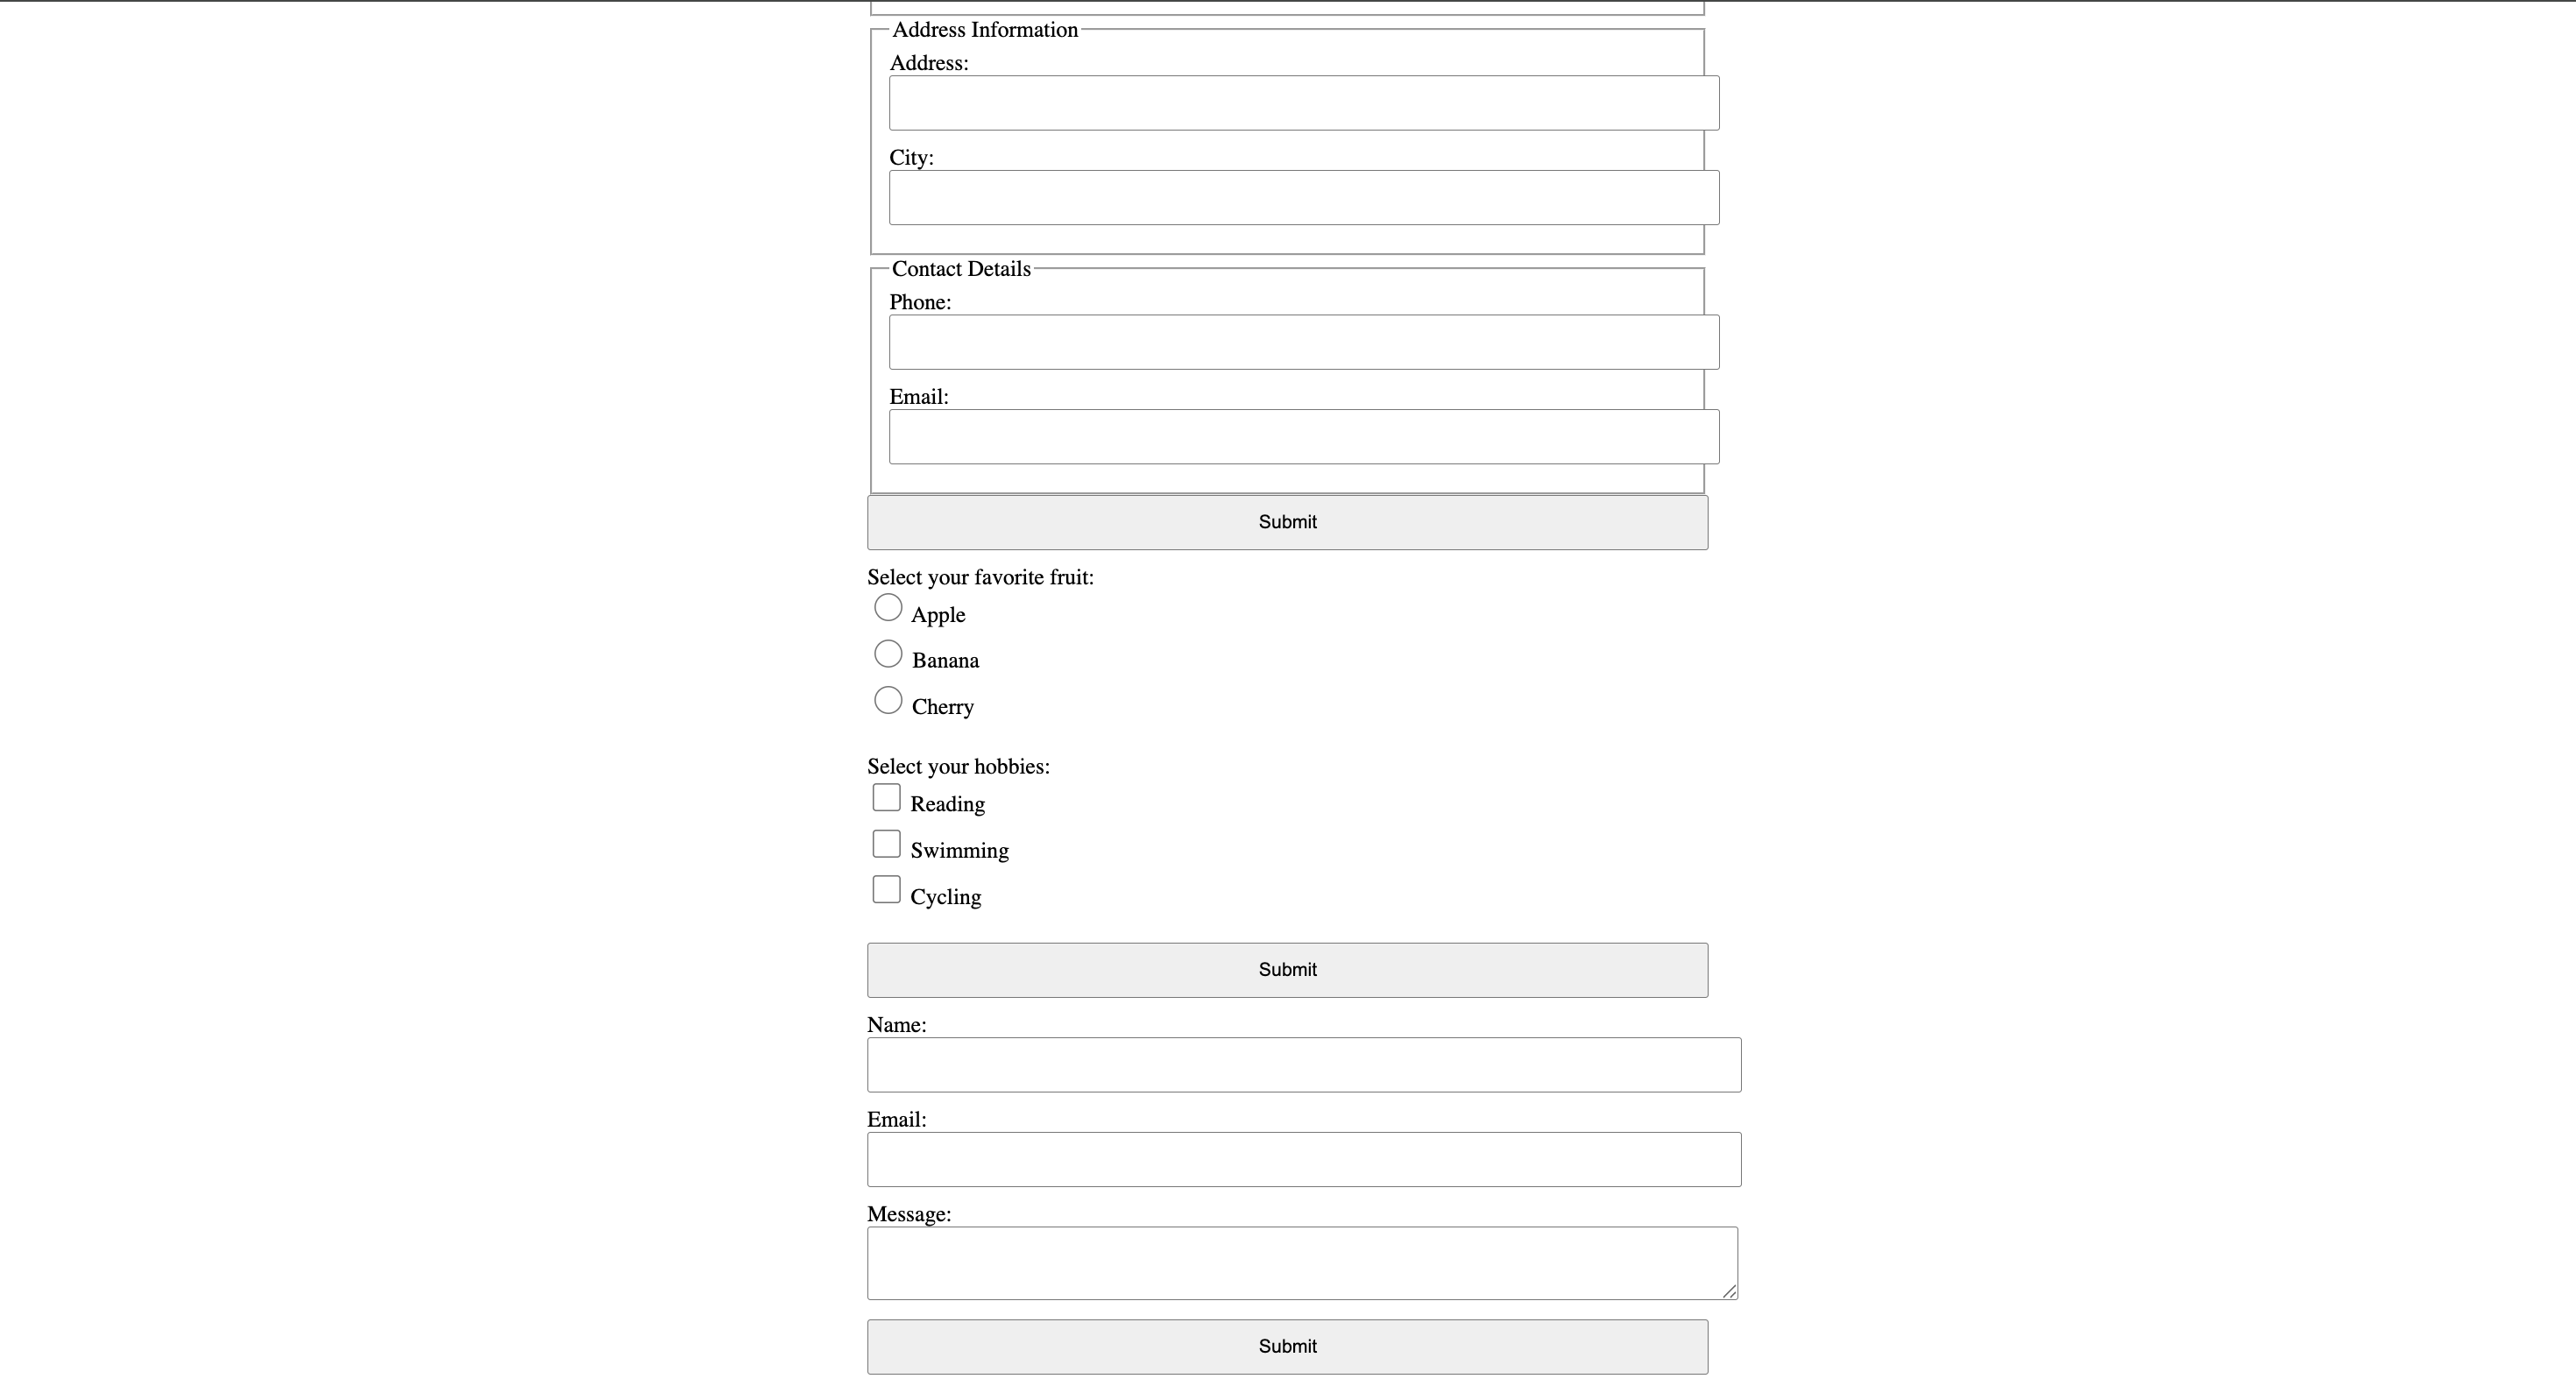 Address Information
Address:
City:
Contact Details
Phone:
Email:
Submit
Select your favorite fruit:
Apple
Banana
Cherry
Select your hobbies:
Reading
Swimming
Cycling
Submit
Name:
Email:
Message:
Submit